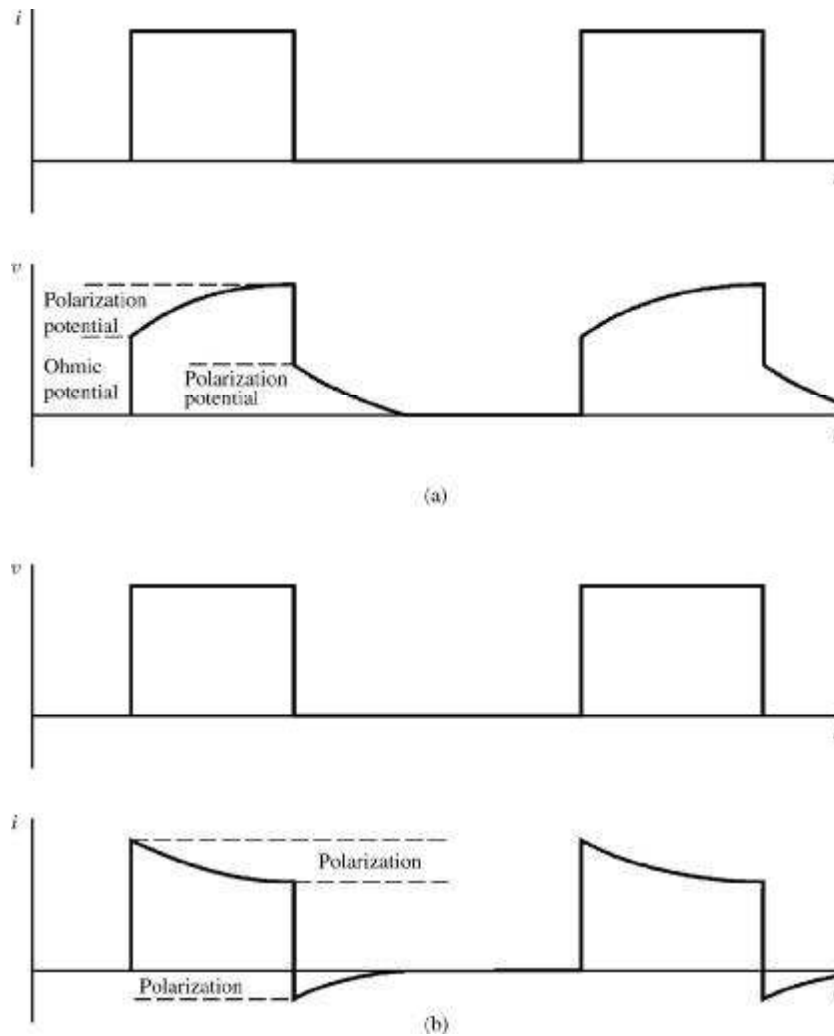 i
v
Polarization
potential
Ohmic
potential
Polarization
potential
(a)
v
i
Polarization
Polarization
(b)